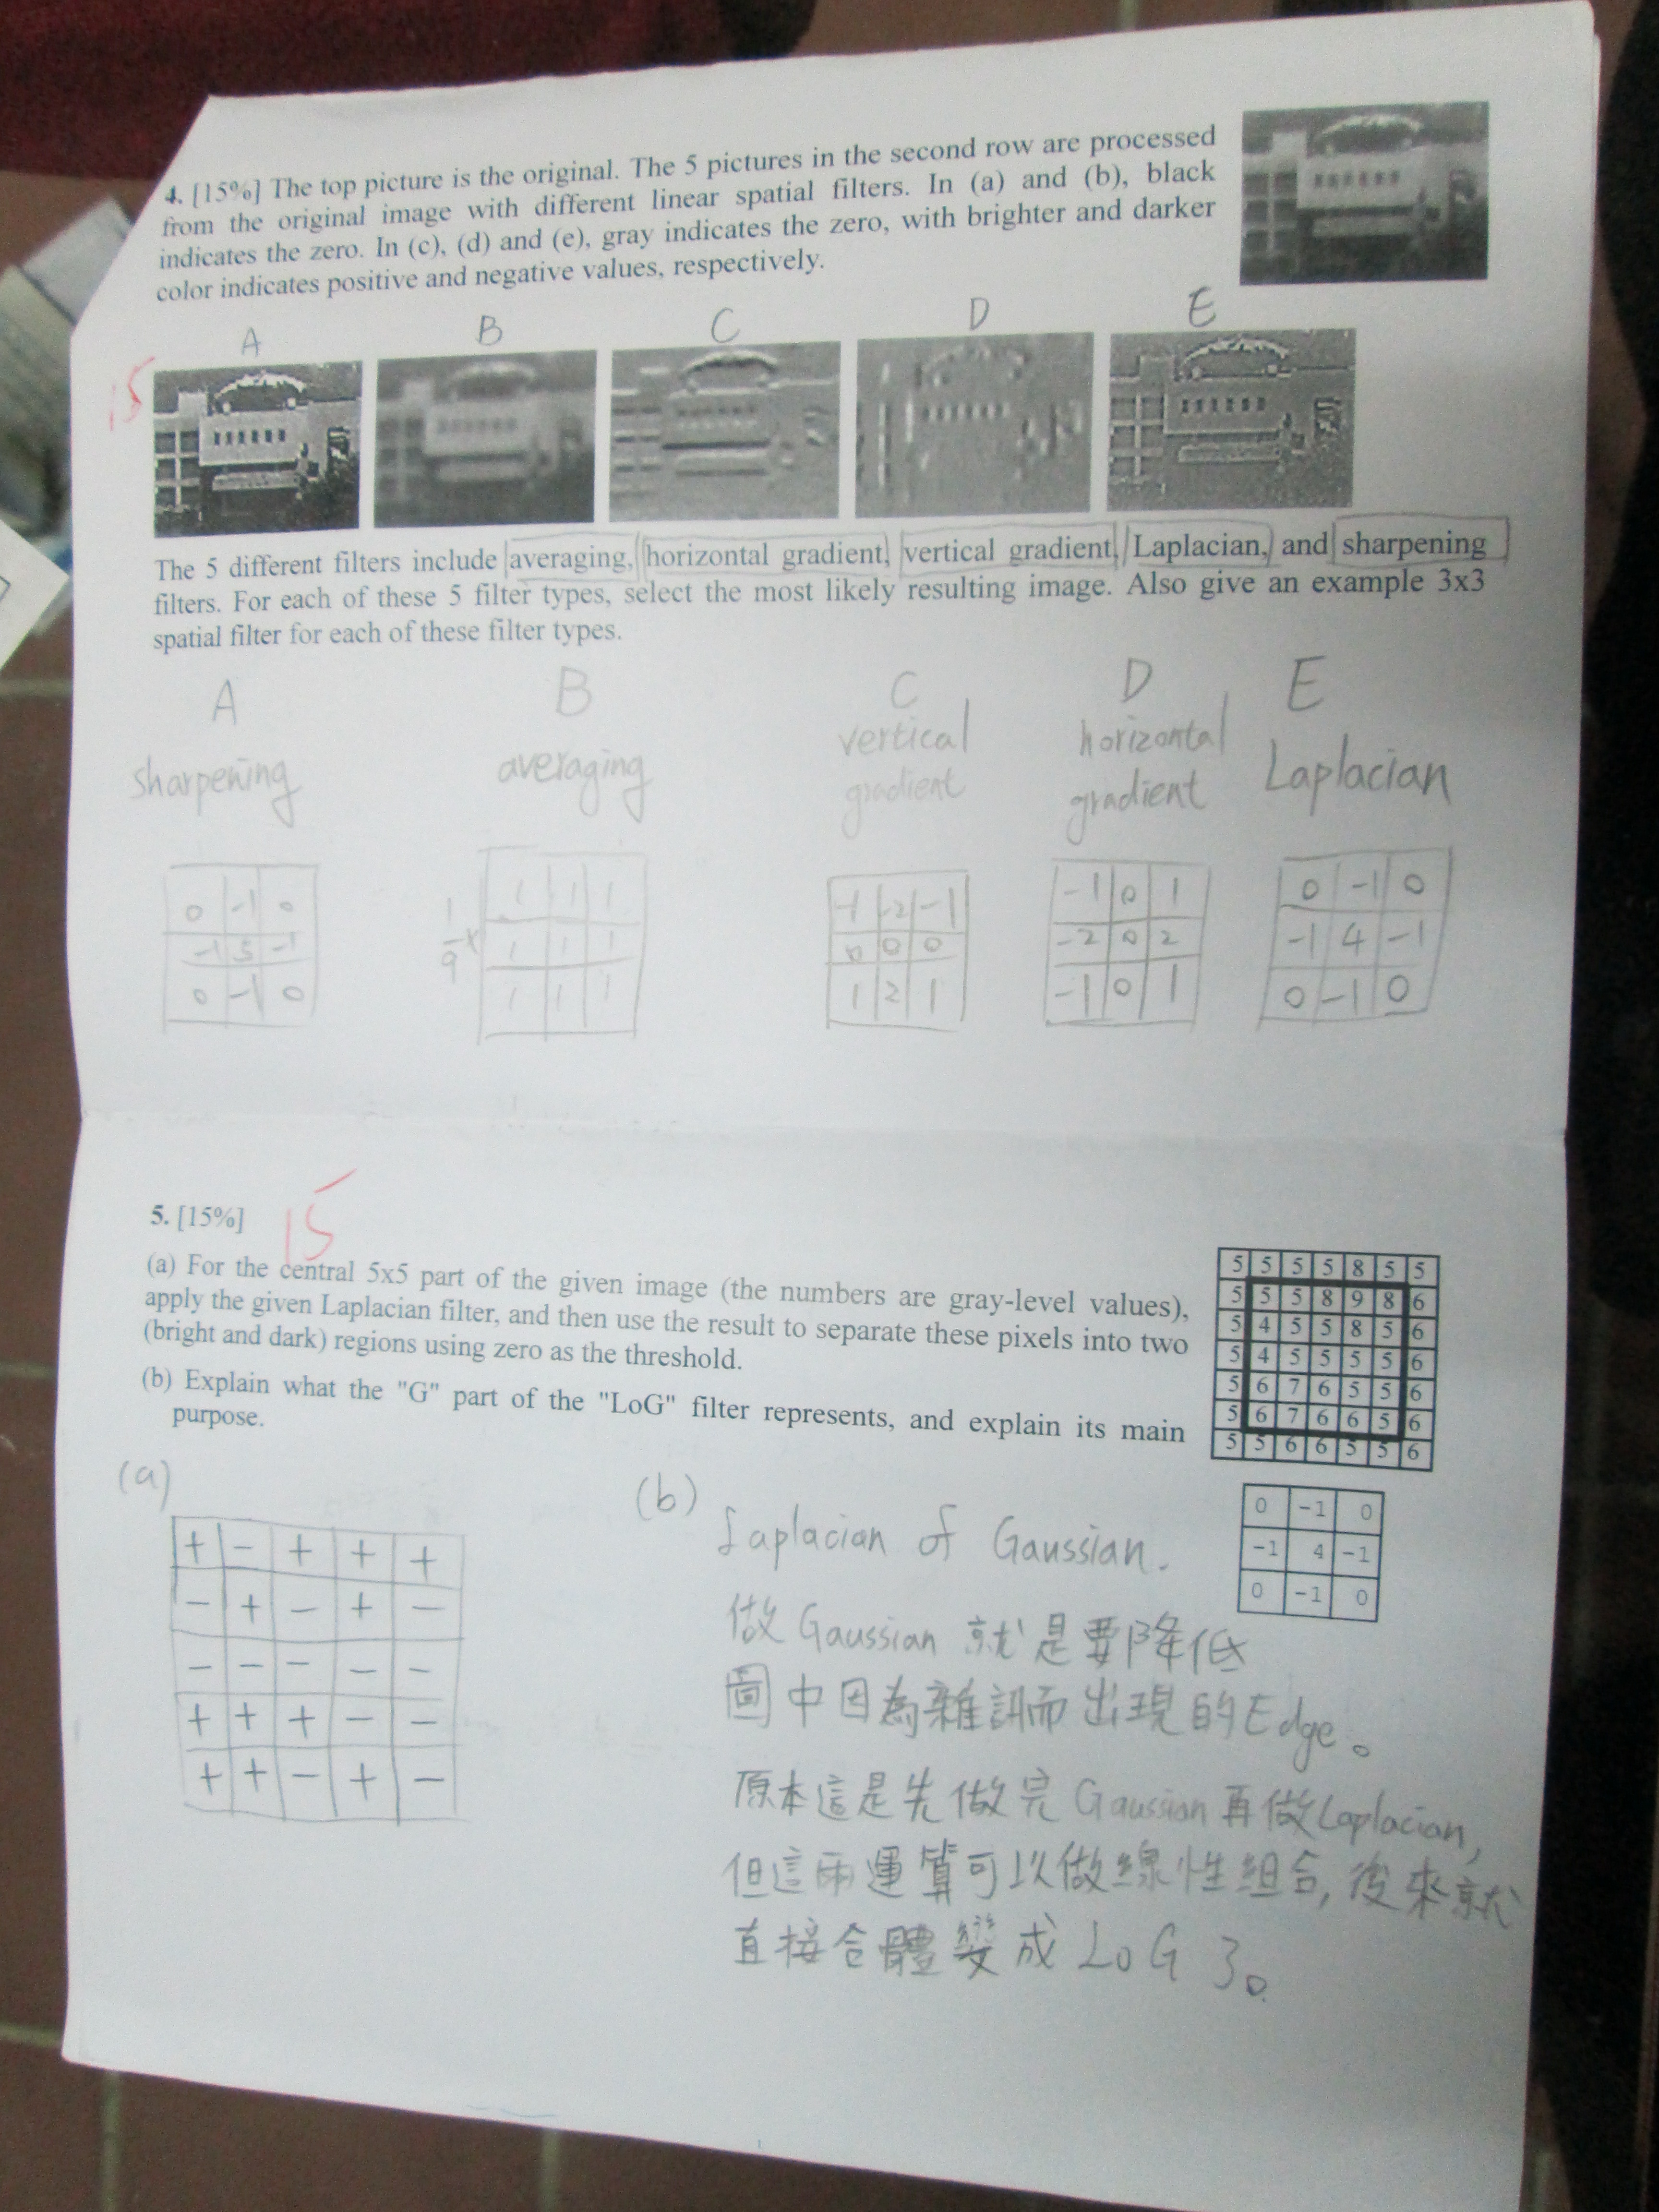 4. [15%] The top picture is the original. The 5 pictures in the second row are processed
from the original image with different linear spatial filters. In (a) and (b), black
indicates the zero. In (c), (d) and (e), gray indicates the zero, with brighter and darker
color indicates positive and negative values, respectively.
A B C D E
15
The 5 different filters include averaging, horizontal gradient, vertical gradient, Laplacian, and sharpening
filters. For each of these 5 filter types, select the most likely resulting image. Also give an example 3x3
spatial filter for each of these filter types.
A B C D E
sharpening averaging vertical horizontal Laplacian
gradient gradient
0 -1 0 1 1 1 -1 -2 -1 -1 0 1 0 -1 0
-1 5 -1 1/9 x 1 1 1 0 0 0 -2 0 2 -1 4 -1
0 -1 0 1 1 1 1 2 1 -1 0 1 0 -1 0
5. [15%] 15
(a) For the central 5x5 part of the given image (the numbers are gray-level values),
apply the given Laplacian filter, and then use the result to separate these pixels into two
(bright and dark) regions using zero as the threshold.
(b) Explain what the "G" part of the "LoG" filter represents, and explain its main
purpose.
5 5 5 5 8 5 5
5 5 5 8 9 8 6
5 4 5 5 8 5 6
5 4 5 5 5 5 6
5 6 7 6 5 5 6
5 6 7 6 6 5 6
5 5 6 6 5 5 6
0 -1 0
-1 4 -1
0 -1 0
(a)
+ - + + +
- + - + -
- - - - -
+ + + - -
+ + - + -
(b)
Laplacian of Gaussian.
做Gaussian 就是要降低
圖中因為雜訊而出現的Edge。
原本這是先做完Gaussian再做Laplacian,
但這兩運算可以做線性組合,後來就
直接合體變成LoG了。